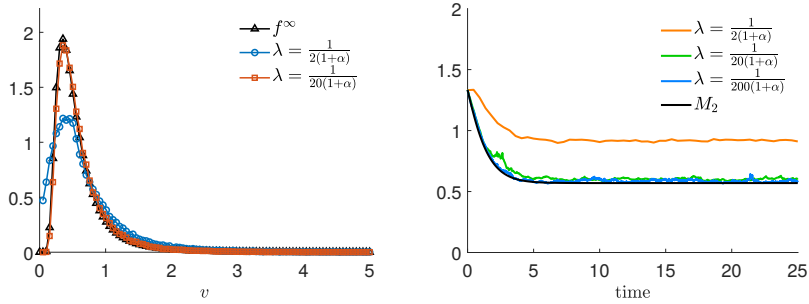 f^∞
λ = 1/2(1+α)
λ = 1/20(1+α)
2
1.5
1
0.5
0
0 1 2 3 4 5
v
λ = 1/2(1+α)
λ = 1/20(1+α)
λ = 1/200(1+α)
M₂
2
1.5
1
0.5
0
0 5 10 15 20 25
time